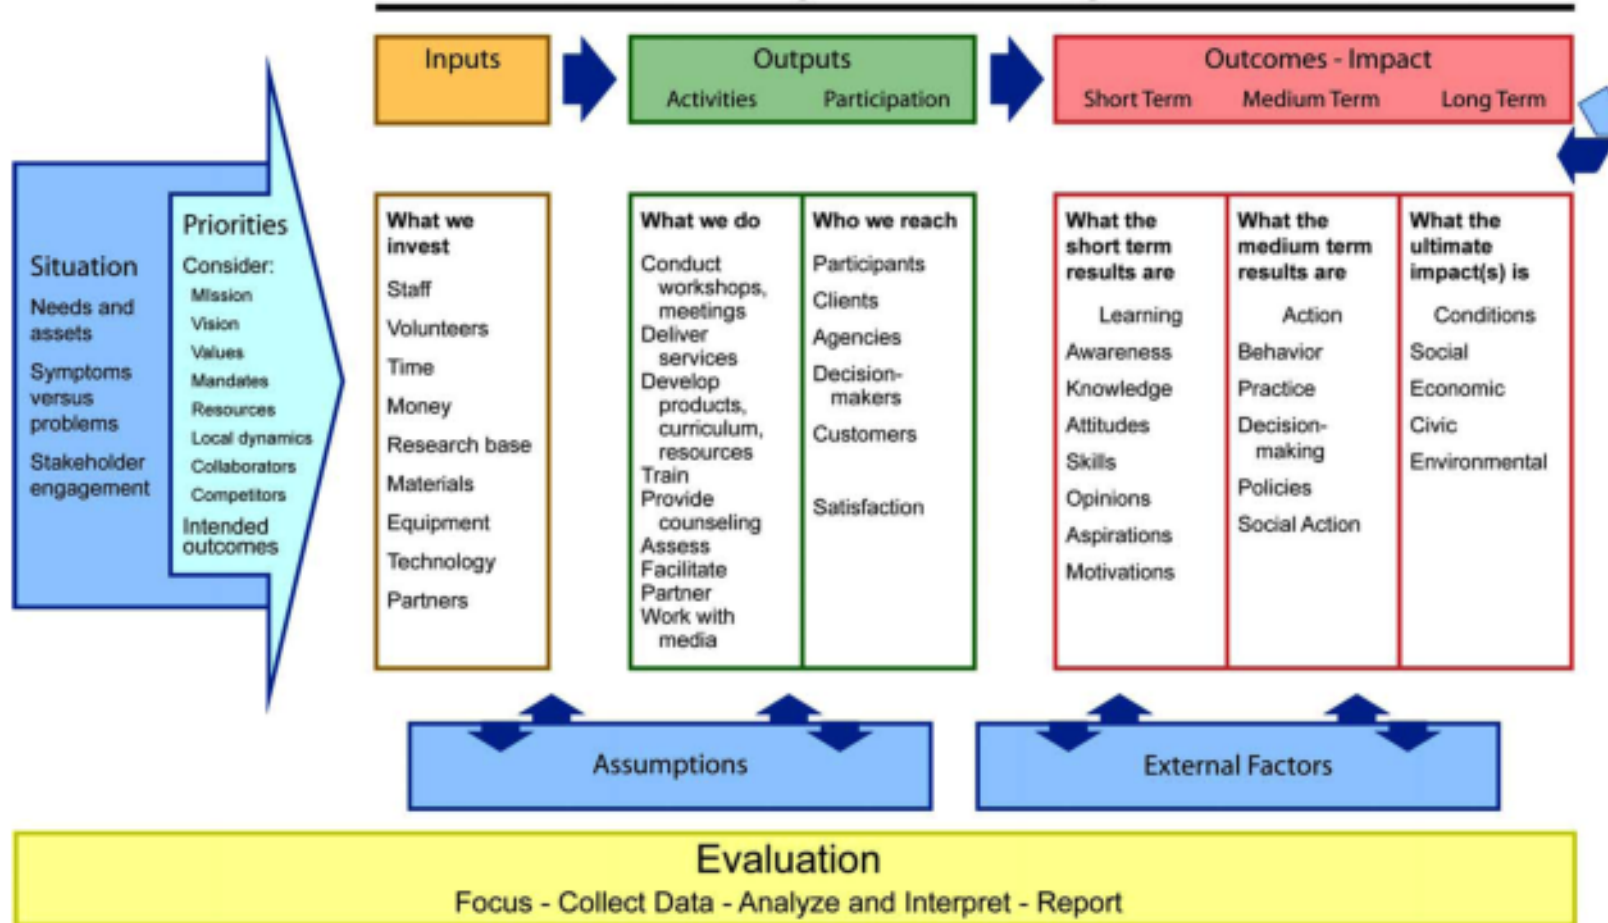 Inputs
Outputs
Activities Participation
Outcomes - Impact
Short Term Medium Term Long Term
Situation
Needs and
assets
Symptoms
versus
problems
Stakeholder
engagement
Priorities
Consider:
MIssion
Vision
Values
Mandates
Resources
Local dynamics
Collaborators
Competitors
Intended
outcomes
What we
invest
Staff
Volunteers
Time
Money
Research base
Materials
Equipment
Technology
Partners
What we do
Conduct
workshops,
meetings
Deliver
services
Develop
products,
curriculum,
resources
Train
Provide
counseling
Assess
Facilitate
Partner
Work with
media
Who we reach
Participants
Clients
Agencies
Decision-
makers
Customers
Satisfaction
What the
short term
results are
Learning
Awareness
Knowledge
Attitudes
Skills
Opinions
Aspirations
Motivations
What the
medium term
results are
Action
Behavior
Practice
Decision-
making
Policies
Social Action
What the
ultimate
impact(s) is
Conditions
Social
Economic
Civic
Environmental
Assumptions
External Factors
Evaluation
Focus - Collect Data - Analyze and Interpret - Report